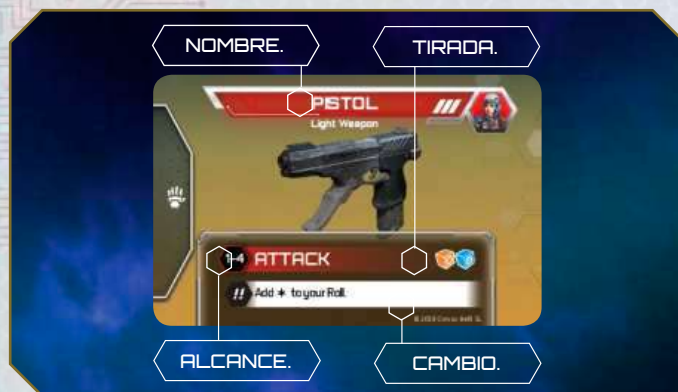 NOMBRE.
TIRADA.
PISTOL
Light Weapon
1-4 ATTACK
!! Add * to your Roll.
ALCANCE.
CAMBIO.